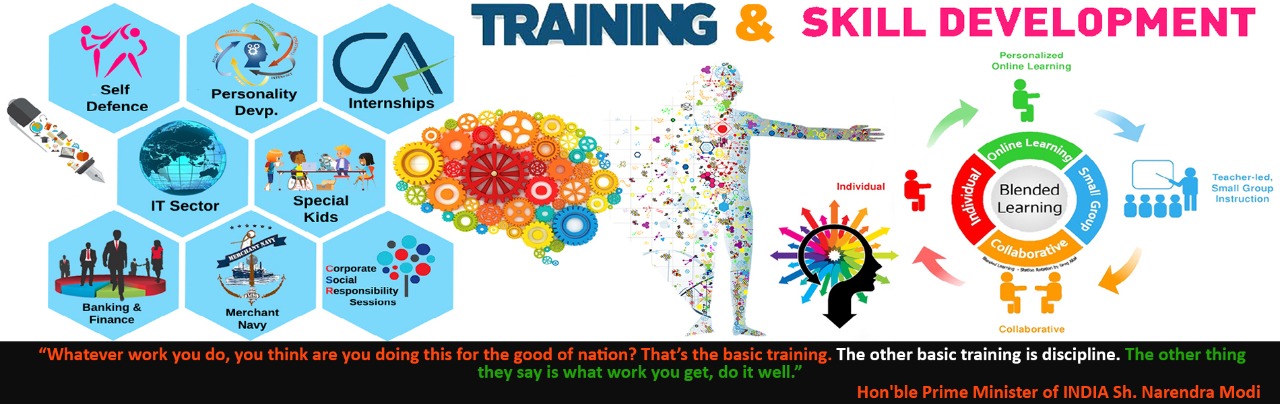 TRAINING & SKILL DEVELOPMENT
Self
Defence
Personality
Devp.
CA
Internships
IT Sector
Special
Kids
Banking &
Finance
MERCHANT NAVY
Merchant
Navy
Corporate
Social
Responsibility
Sessions
Personalized
Online Learning
Online Learning
Individual
Individual
Blended
Learning
Small Group
Teacher-led,
Small Group
Instruction
Collaborative
Collaborative
“Whatever work you do, you think are you doing this for the good of nation? That’s the basic training. The other basic training is discipline. The other thing
they say is what work you get, do it well.”
Hon'ble Prime Minister of INDIA Sh. Narendra Modi